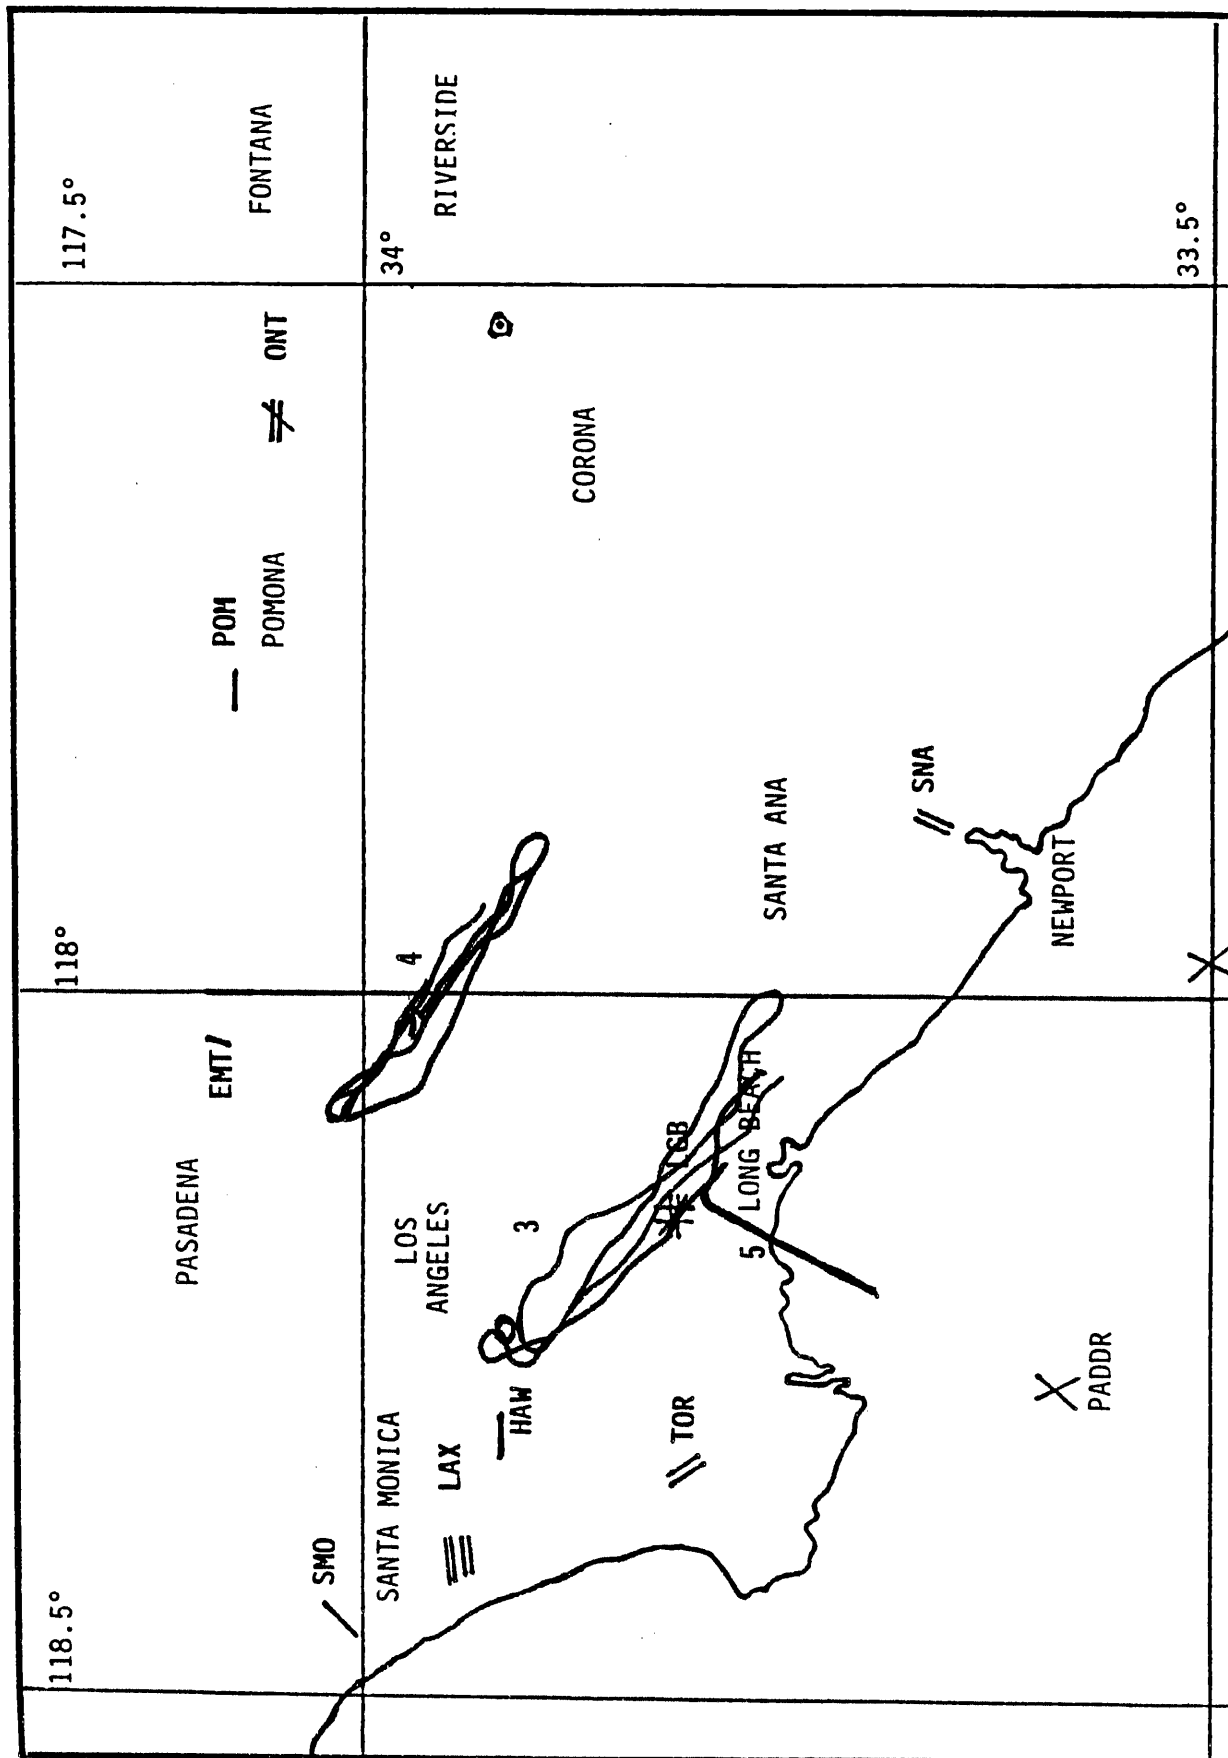 118.5°
118°
117.5°
PASADENA
EMT
POM
POMONA
ONT
FONTANA
SMO
34°
SANTA MONICA
LOS
ANGELES
4
RIVERSIDE
LAX
HAW
3
CORONA
TOR
LGB
LONG BEACH
5
SANTA ANA
SNA
NEWPORT
PADDR
33.5°